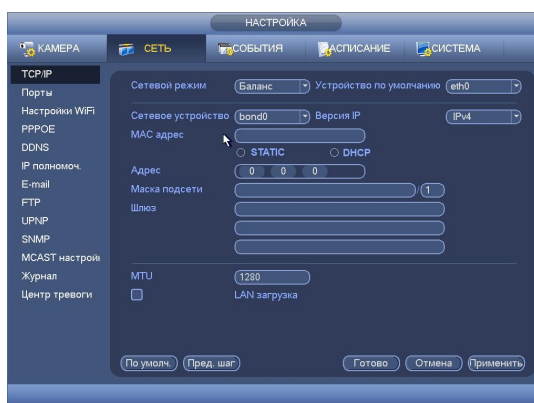 НАСТРОЙКА
КАМЕРА СЕТЬ СОБЫТИЯ РАСПИСАНИЕ СИСТЕМА
TCP/IP
Порты
Настройки WiFi
PPPOE
DDNS
IP полномоч.
E-mail
FTP
UPNP
SNMP
MCAST настрой
Журнал
Центр тревоги
Сетевой режим Баланс Устройство по умолчанию eth0
Сетевое устройство bond0 Версия IP IPv4
MAC адрес
STATIC DHCP
Адрес 0 0 0
Маска подсети / 1
Шлюз
MTU 1280
LAN загрузка
По умолч. Пред. шаг Готово Отмена Применить